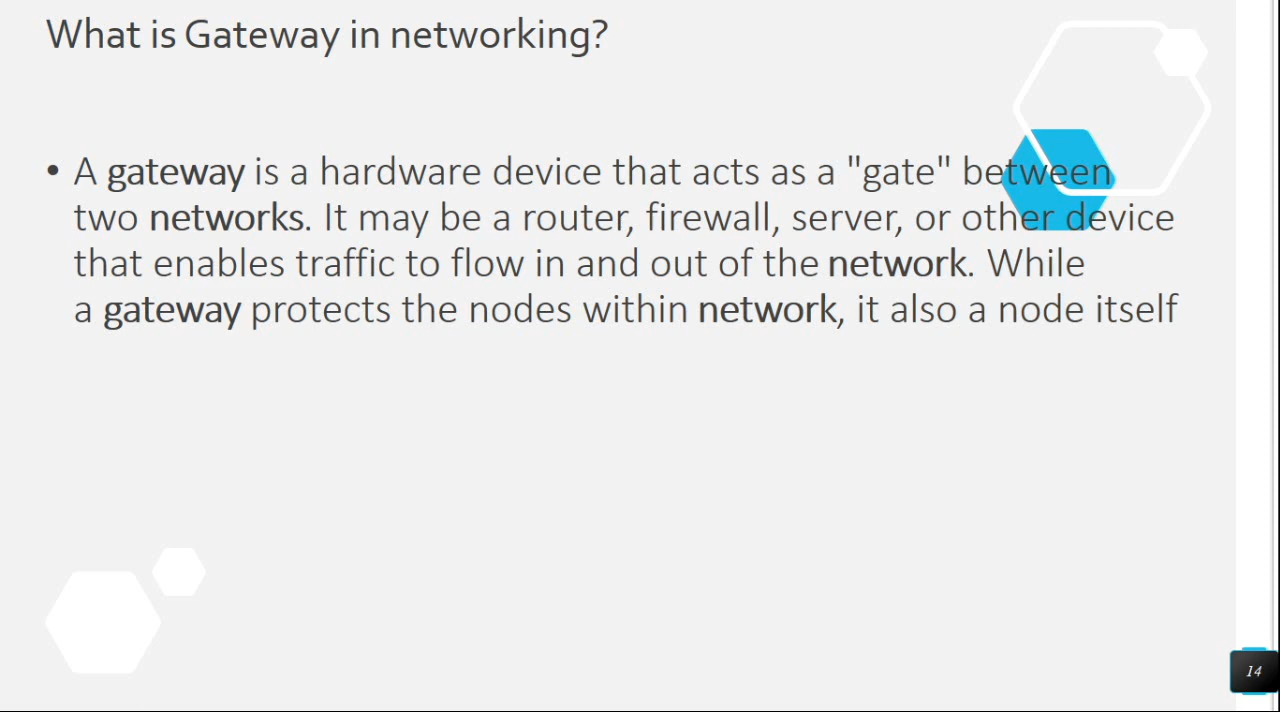 What is Gateway in networking?
• A gateway is a hardware device that acts as a "gate" between
two networks. It may be a router, firewall, server, or other device
that enables traffic to flow in and out of the network. While
a gateway protects the nodes within network, it also a node itself
14